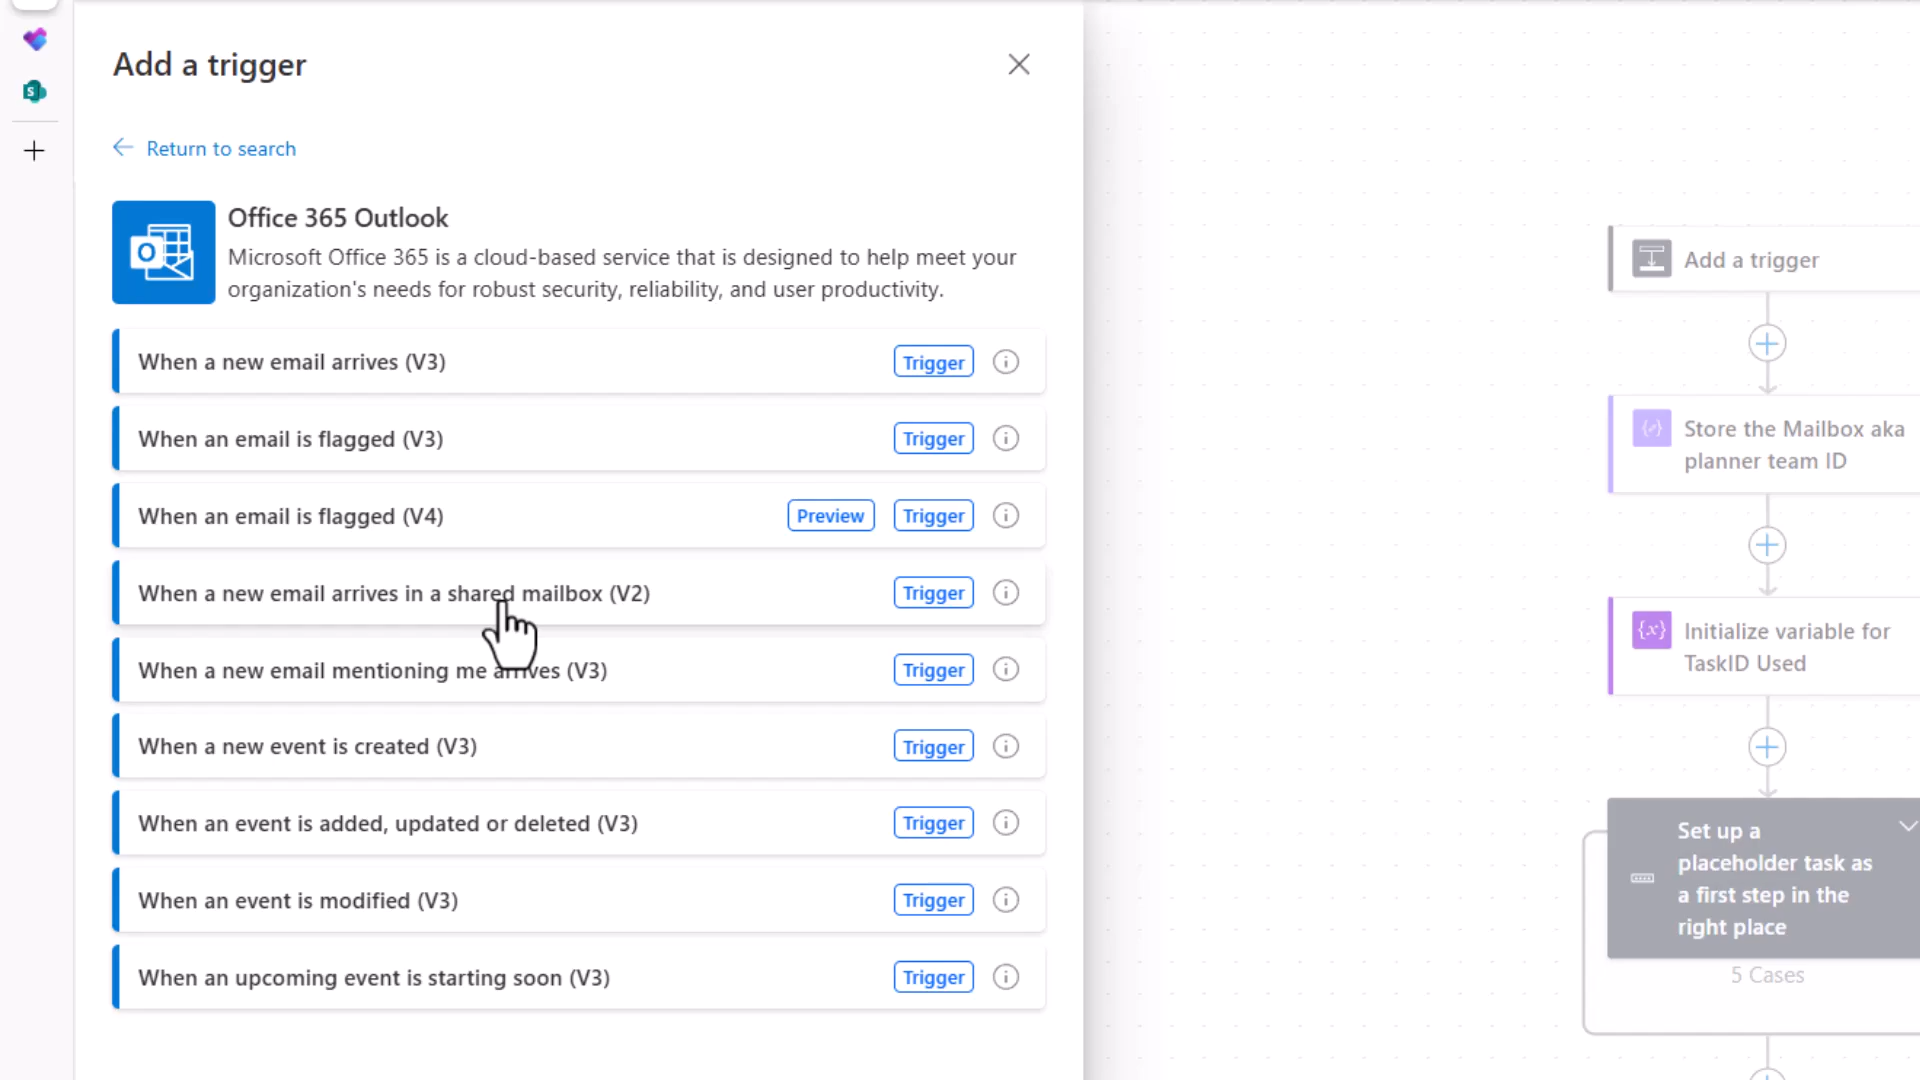 Add a trigger
Return to search
Office 365 Outlook
Microsoft Office 365 is a cloud-based service that is designed to help meet your
organization's needs for robust security, reliability, and user productivity.
When a new email arrives (V3) Trigger
When an email is flagged (V3) Trigger
When an email is flagged (V4) Preview Trigger
When a new email arrives in a shared mailbox (V2) Trigger
When a new email mentioning me arrives (V3) Trigger
When a new event is created (V3) Trigger
When an event is added, updated or deleted (V3) Trigger
When an event is modified (V3) Trigger
When an upcoming event is starting soon (V3) Trigger
Add a trigger
Store the Mailbox aka
planner team ID
{x} Initialize variable for
TaskID Used
Set up a
placeholder task as
a first step in the
right place
5 Cases